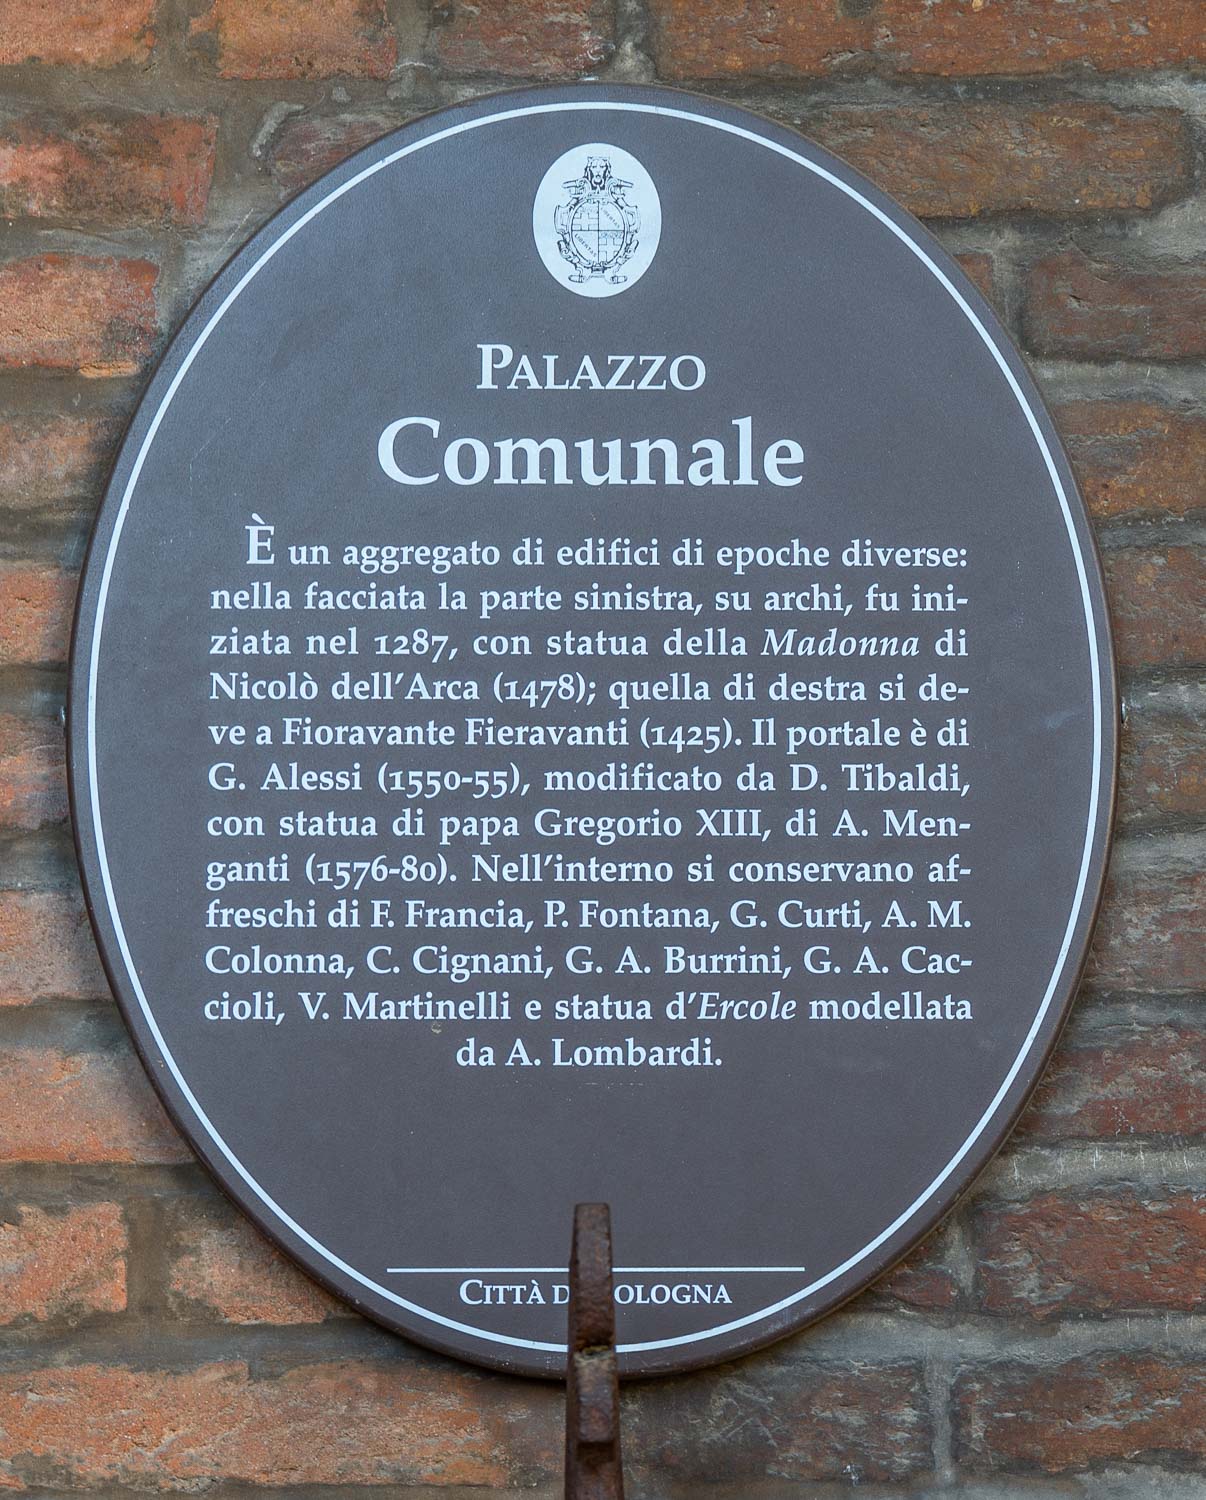 PALAZZO
Comunale
È un aggregato di edifici di epoche diverse:
nella facciata la parte sinistra, su archi, fu ini-
ziata nel 1287, con statua della Madonna di
Nicolò dell'Arca (1478); quella di destra si de-
ve a Fioravante Fieravanti (1425). Il portale è di
G. Alessi (1550-55), modificato da D. Tibaldi,
con statua di papa Gregorio XIII, di A. Men-
ganti (1576-80). Nell'interno si conservano af-
freschi di F. Francia, P. Fontana, G. Curti, A. M.
Colonna, C. Cignani, G. A. Burrini, G. A. Cac-
cioli, V. Martinelli e statua d'Ercole modellata
da A. Lombardi.
CITTÀ